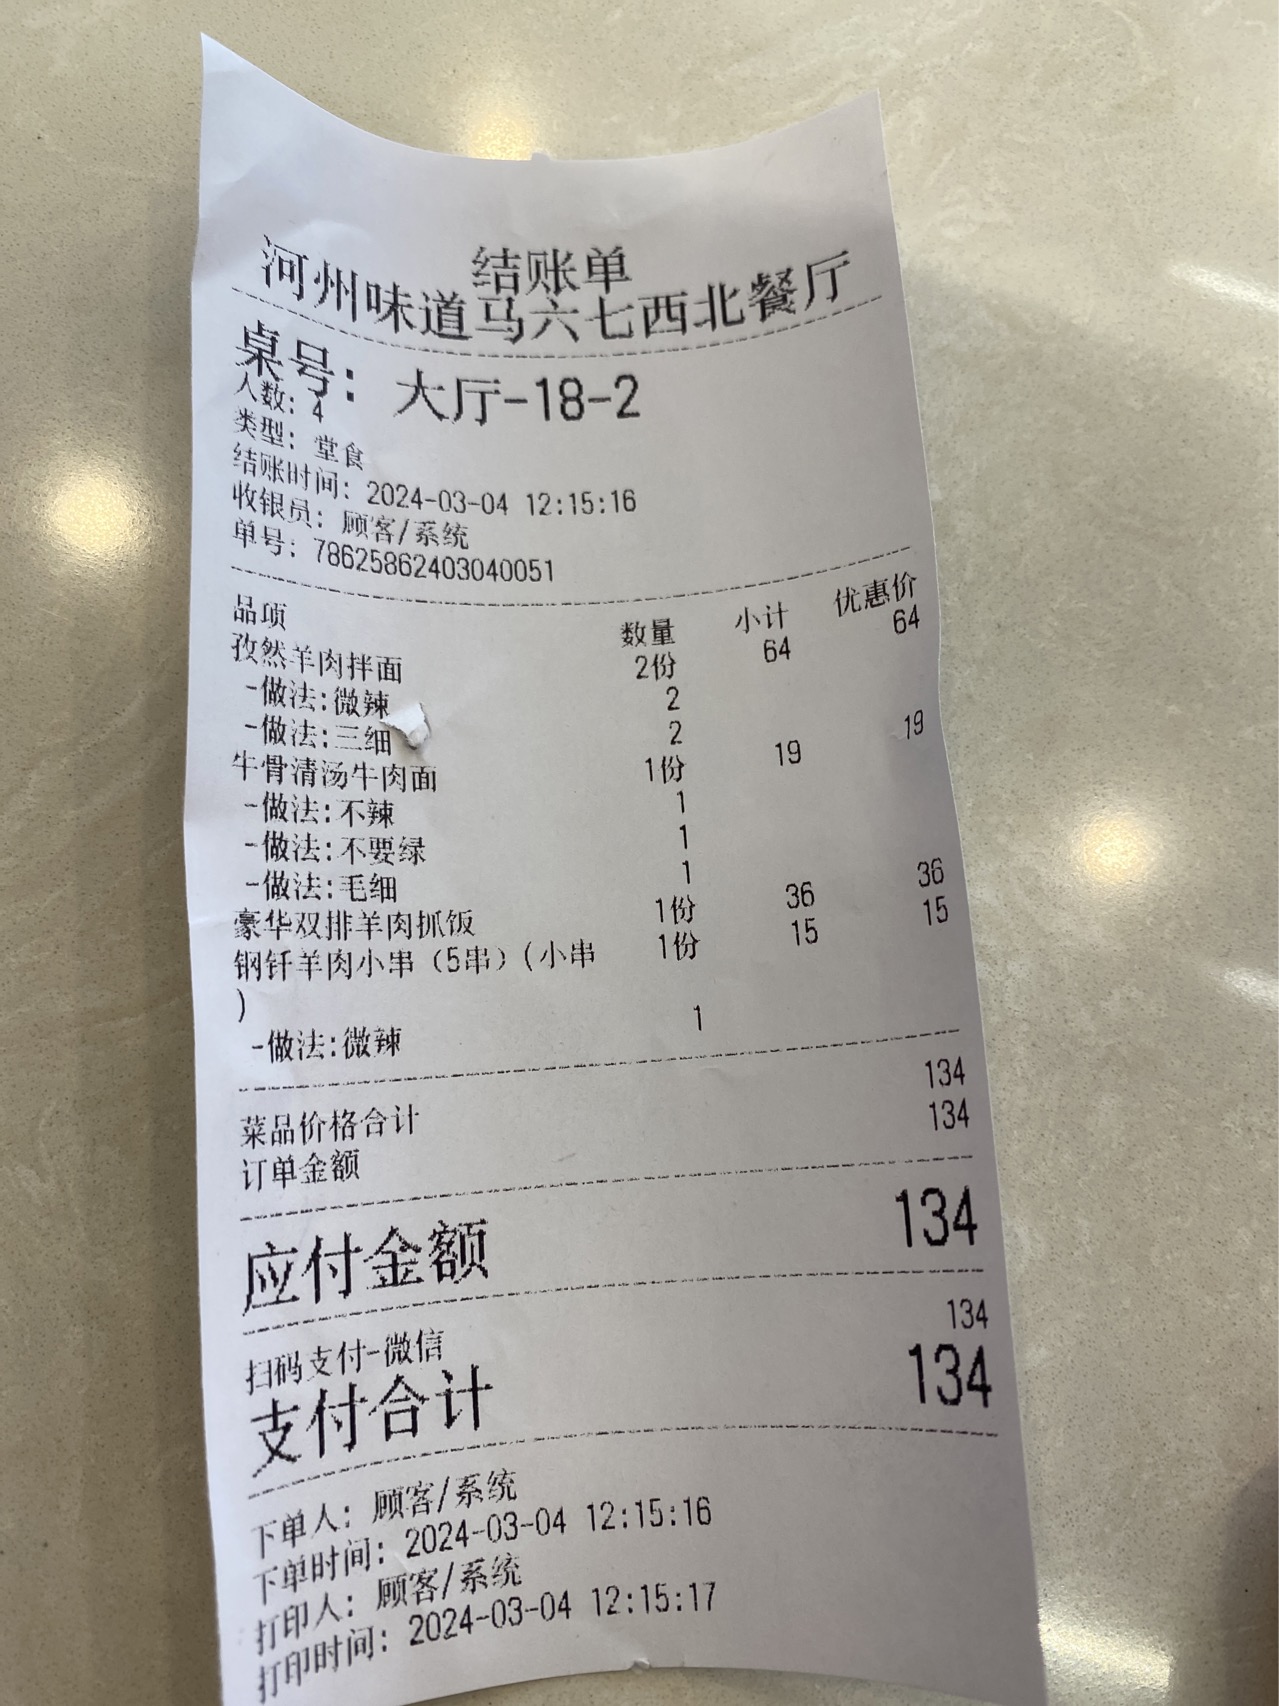 结账单
河州味道马六七西北餐厅
桌号: 大厅-18-2
人数: 4
类型: 堂食
结账时间: 2024-03-04 12:15:16
收银员: 顾客/系统
单号: 78625862403040051
品项 数量 小计 优惠价
孜然羊肉拌面 2份 64 64
-做法:微辣 2
-做法:三细 2
牛骨清汤牛肉面 1份 19 19
-做法:不辣 1
-做法:不要绿 1
-做法:毛细 1
豪华双排羊肉抓饭 1份 36 36
钢钎羊肉小串（5串）(小串 1份 15 15
)
-做法:微辣 1
菜品价格合计 134
订单金额 134
应付金额 134
扫码支付-微信 134
支付合计 134
下单人: 顾客/系统
下单时间: 2024-03-04 12:15:16
打印人: 顾客/系统
打印时间: 2024-03-04 12:15:17